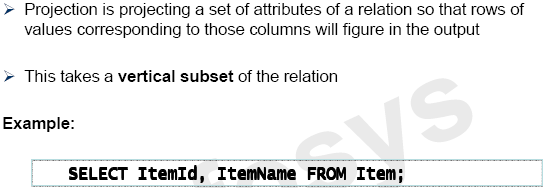 ➢ Projection is projecting a set of attributes of a relation so that rows of
values corresponding to those columns will figure in the output
➢ This takes a vertical subset of the relation
Example:
SELECT ItemId, ItemName FROM Item;